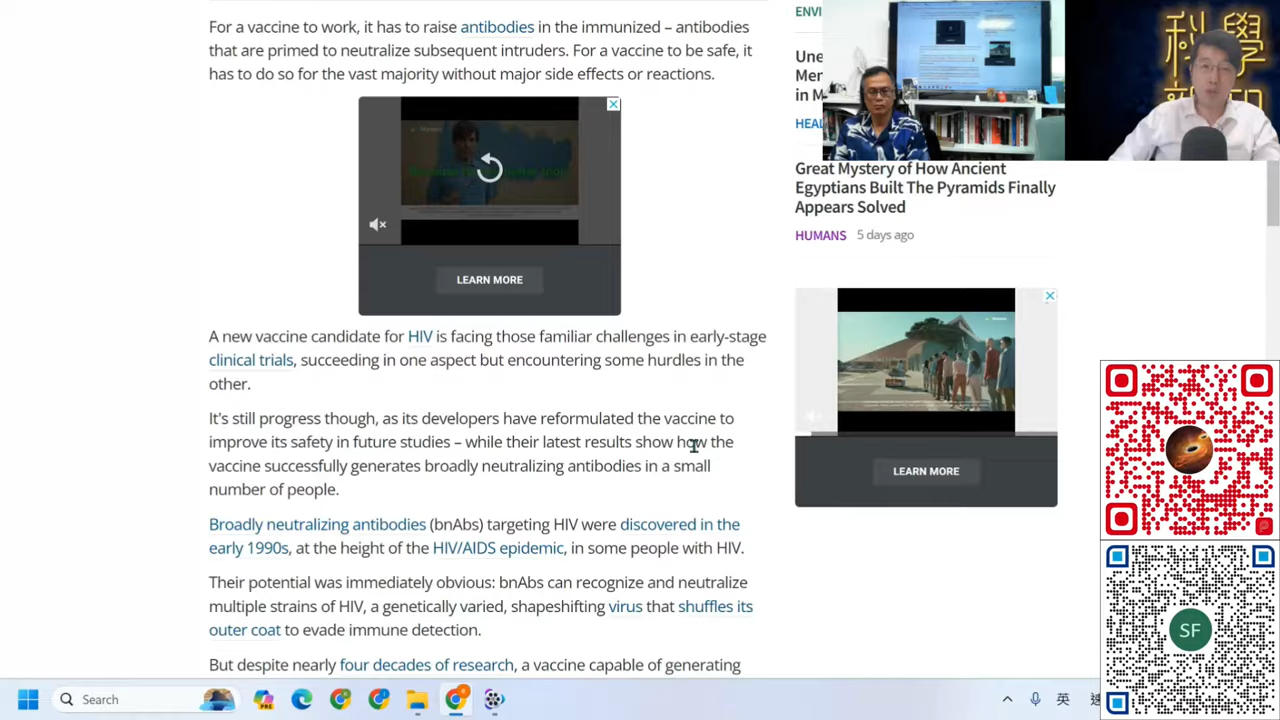 For a vaccine to work, it has to raise antibodies in the immunized – antibodies
that are primed to neutralize subsequent intruders. For a vaccine to be safe, it
has to do so for the vast majority without major side effects or reactions.
LEARN MORE
A new vaccine candidate for HIV is facing those familiar challenges in early-stage
clinical trials, succeeding in one aspect but encountering some hurdles in the
other.
It's still progress though, as its developers have reformulated the vaccine to
improve its safety in future studies – while their latest results show how the
vaccine successfully generates broadly neutralizing antibodies in a small
number of people.
Broadly neutralizing antibodies (bnAbs) targeting HIV were discovered in the
early 1990s, at the height of the HIV/AIDS epidemic, in some people with HIV.
Their potential was immediately obvious: bnAbs can recognize and neutralize
multiple strains of HIV, a genetically varied, shapeshifting virus that shuffles its
outer coat to evade immune detection.
But despite nearly four decades of research, a vaccine capable of generating
ENVI
Une
Mer
in M
HEAL
Great Mystery of How Ancient
Egyptians Built The Pyramids Finally
Appears Solved
HUMANS 5 days ago
LEARN MORE
科學
SF
Search
英